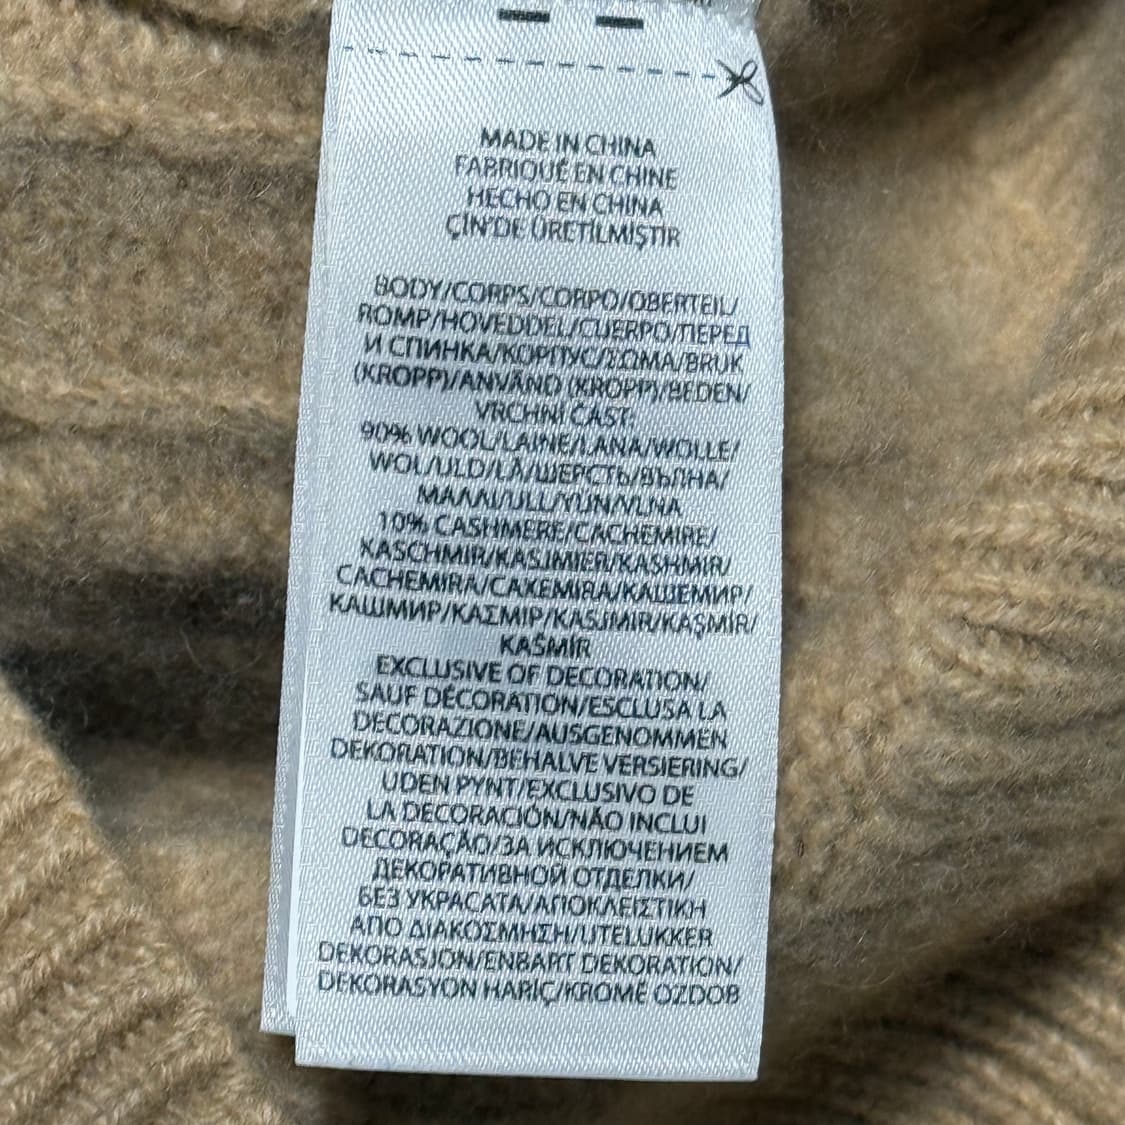 MADE IN CHINA
FABRIQUÉ EN CHINE
HECHO EN CHINA
ÇİN'DE ÜRETİLMİŞTİR
BODY/CORPS/CORPO/OBERTEIL/
ROMP/HOVEDDEL/CUERPO/ПЕРЕД
И СПИНКА/КОРПУС/ΣΩΜΑ/BRUK
(KROPP)/ANVÄND (KROPP)/BEDEN/
VRCHNÍ ČÁST:
90% WOOL/LAINE/LANA/WOLLE/
WOL/ULD/LÃ/ШЕРСТЬ/ВЪЛНА/
ΜΑΛΛΙ/ULL/YÜN/VLNA
10% CASHMERE/CACHEMIRE/
KASCHMIR/KASJMIER/KASHMIR/
CACHEMIRA/CAXEMIRA/КАШЕМИР/
КАШМИР/ΚΑΣΜΙΡ/KASJMIR/KAŞMİR/
KAŠMÍR
EXCLUSIVE OF DECORATION/
SAUF DÉCORATION/ESCLUSA LA
DECORAZIONE/AUSGENOMMEN
DEKORATION/BEHALVE VERSIERING/
UDEN PYNT/EXCLUSIVO DE
LA DECORACIÓN/NÃO INCLUI
DECORAÇÃO/ЗА ИСКЛЮЧЕНИЕМ
ДЕКОРАТИВНОЙ ОТДЕЛКИ/
БЕЗ УКРАСАТА/ΑΠΟΚΛΕΙΣΤΙΚΗ
ΑΠΟ ΔΙΑΚΟΣΜΗΣΗ/UTELUKKER
DEKORASJON/ENBART DEKORATION/
DEKORASYON HARİÇ/KROMĚ OZDOB